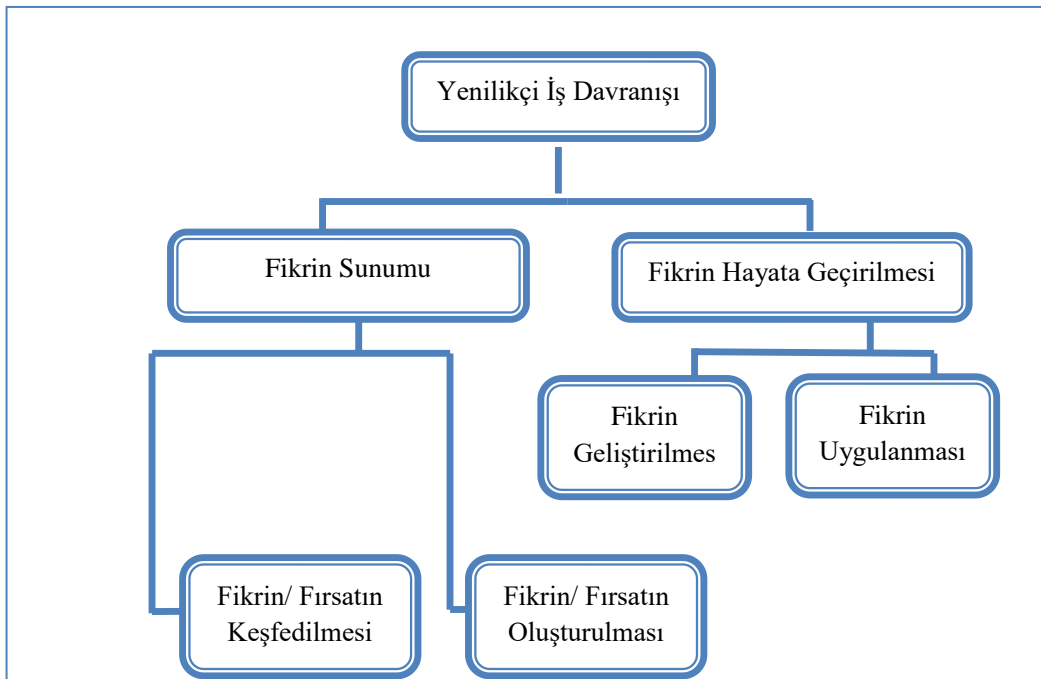 Yenilikçi İş Davranışı
Fikrin Sunumu
Fikrin Hayata Geçirilmesi
Fikrin
Geliştirilmes
Fikrin
Uygulanması
Fikrin/ Fırsatın
Keşfedilmesi
Fikrin/ Fırsatın
Oluşturulması